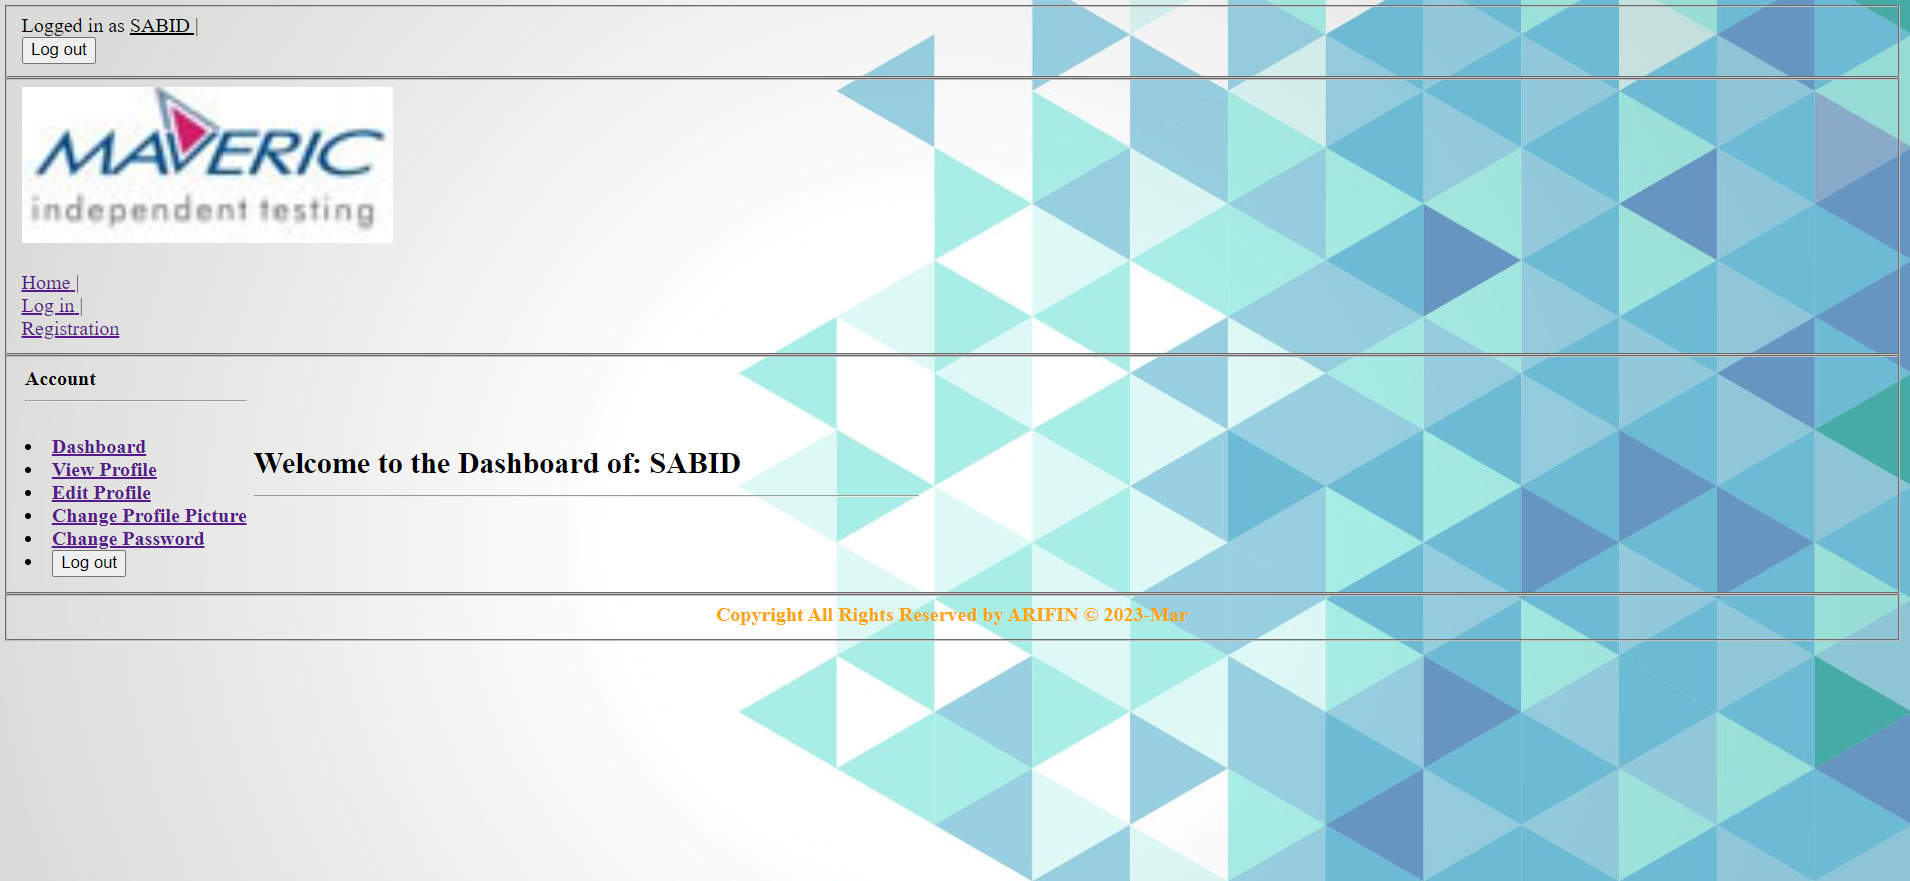 Logged in as SABID |
Log out
MAVERIC
independent testing
Home |
Log in |
Registration
Account
Dashboard
View Profile
Edit Profile
Change Profile Picture
Change Password
Log out
Welcome to the Dashboard of: SABID
Copyright All Rights Reserved by ARIFIN © 2023-Mar